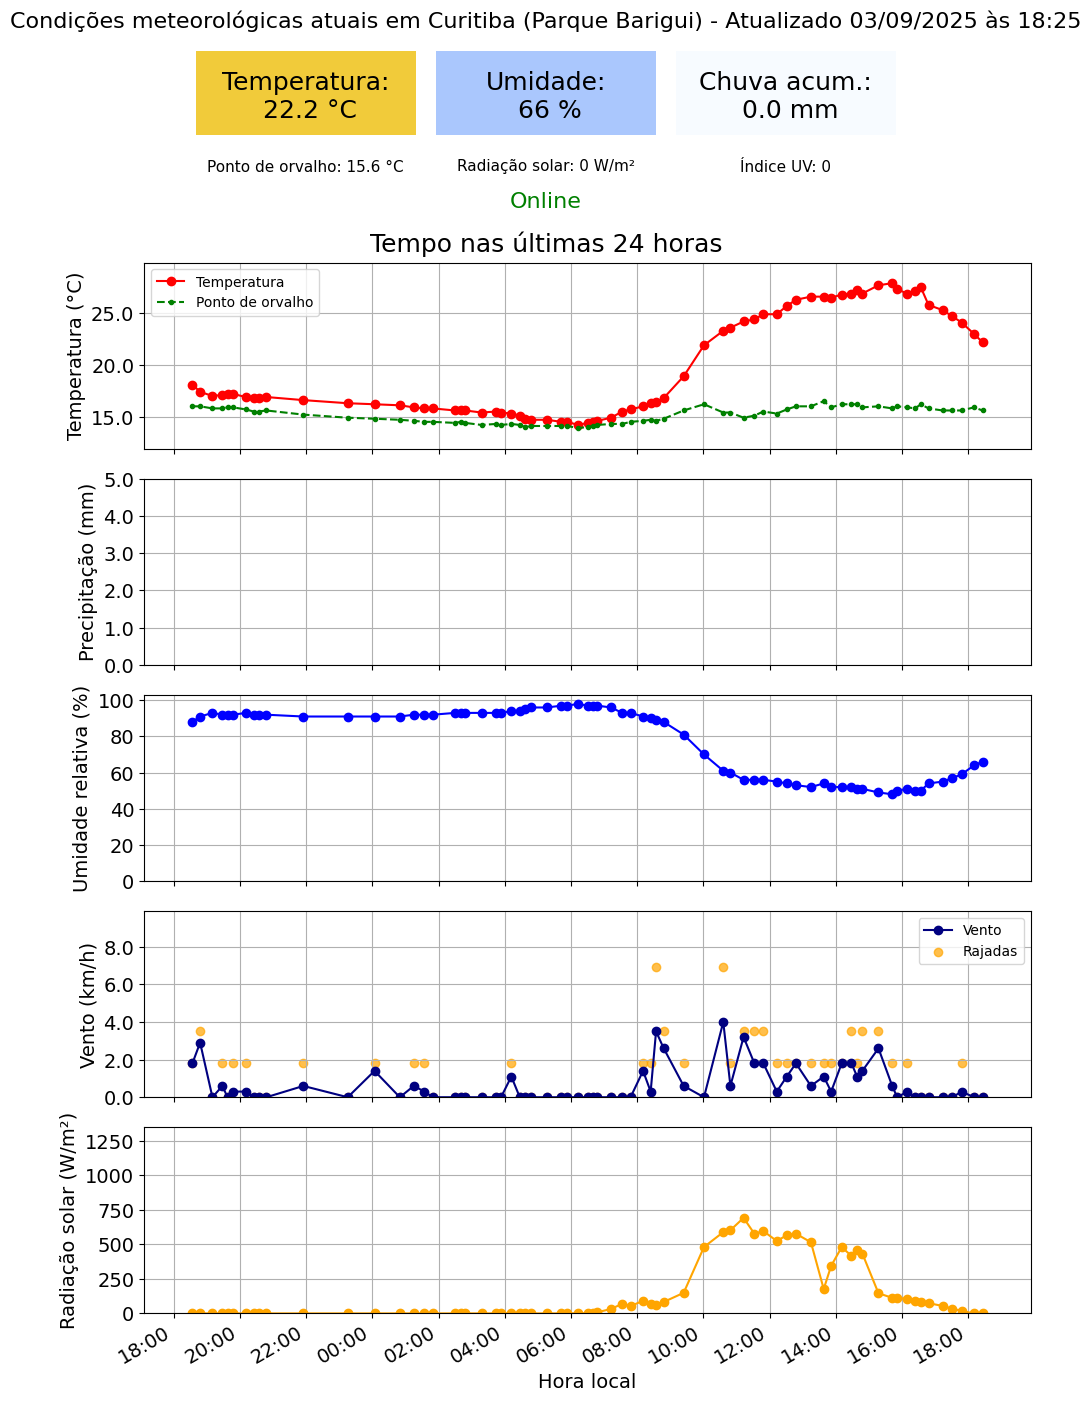 Condições meteorológicas atuais em Curitiba (Parque Barigui) - Atualizado 03/09/2025 às 18:25
Temperatura:
22.2 °C
Umidade:
66 %
Chuva acum.:
0.0 mm
Ponto de orvalho: 15.6 °C
Radiação solar: 0 W/m²
Índice UV: 0
Online
Tempo nas últimas 24 horas
Temperatura (°C)
25.0
20.0
15.0
Temperatura
Ponto de orvalho
Precipitação (mm)
5.0
4.0
3.0
2.0
1.0
0.0
Umidade relativa (%)
100
80
60
40
20
0
Vento (km/h)
8.0
6.0
4.0
2.0
0.0
Vento
Rajadas
Radiação solar (W/m²)
1250
1000
750
500
250
0
18:00
20:00
22:00
00:00
02:00
04:00
06:00
08:00
10:00
12:00
14:00
16:00
18:00
Hora local